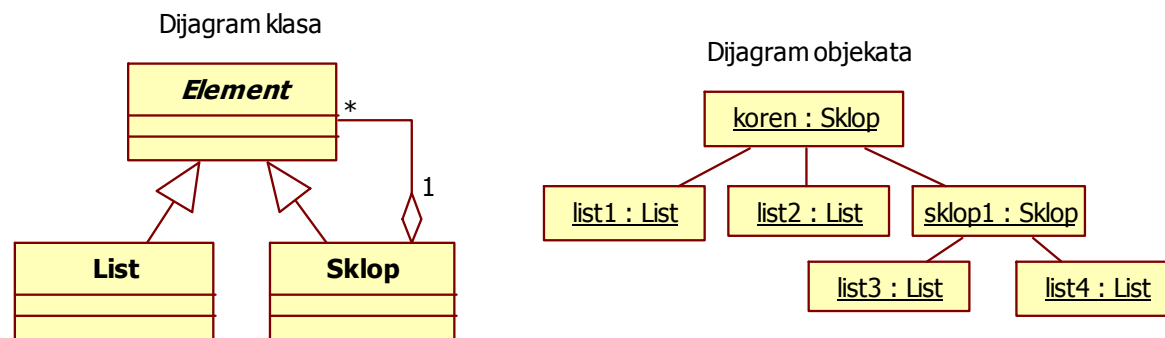 Dijagram klasa
Element
*
1
List
Sklop
Dijagram objekata
koren : Sklop
list1 : List
list2 : List
sklop1 : Sklop
list3 : List
list4 : List